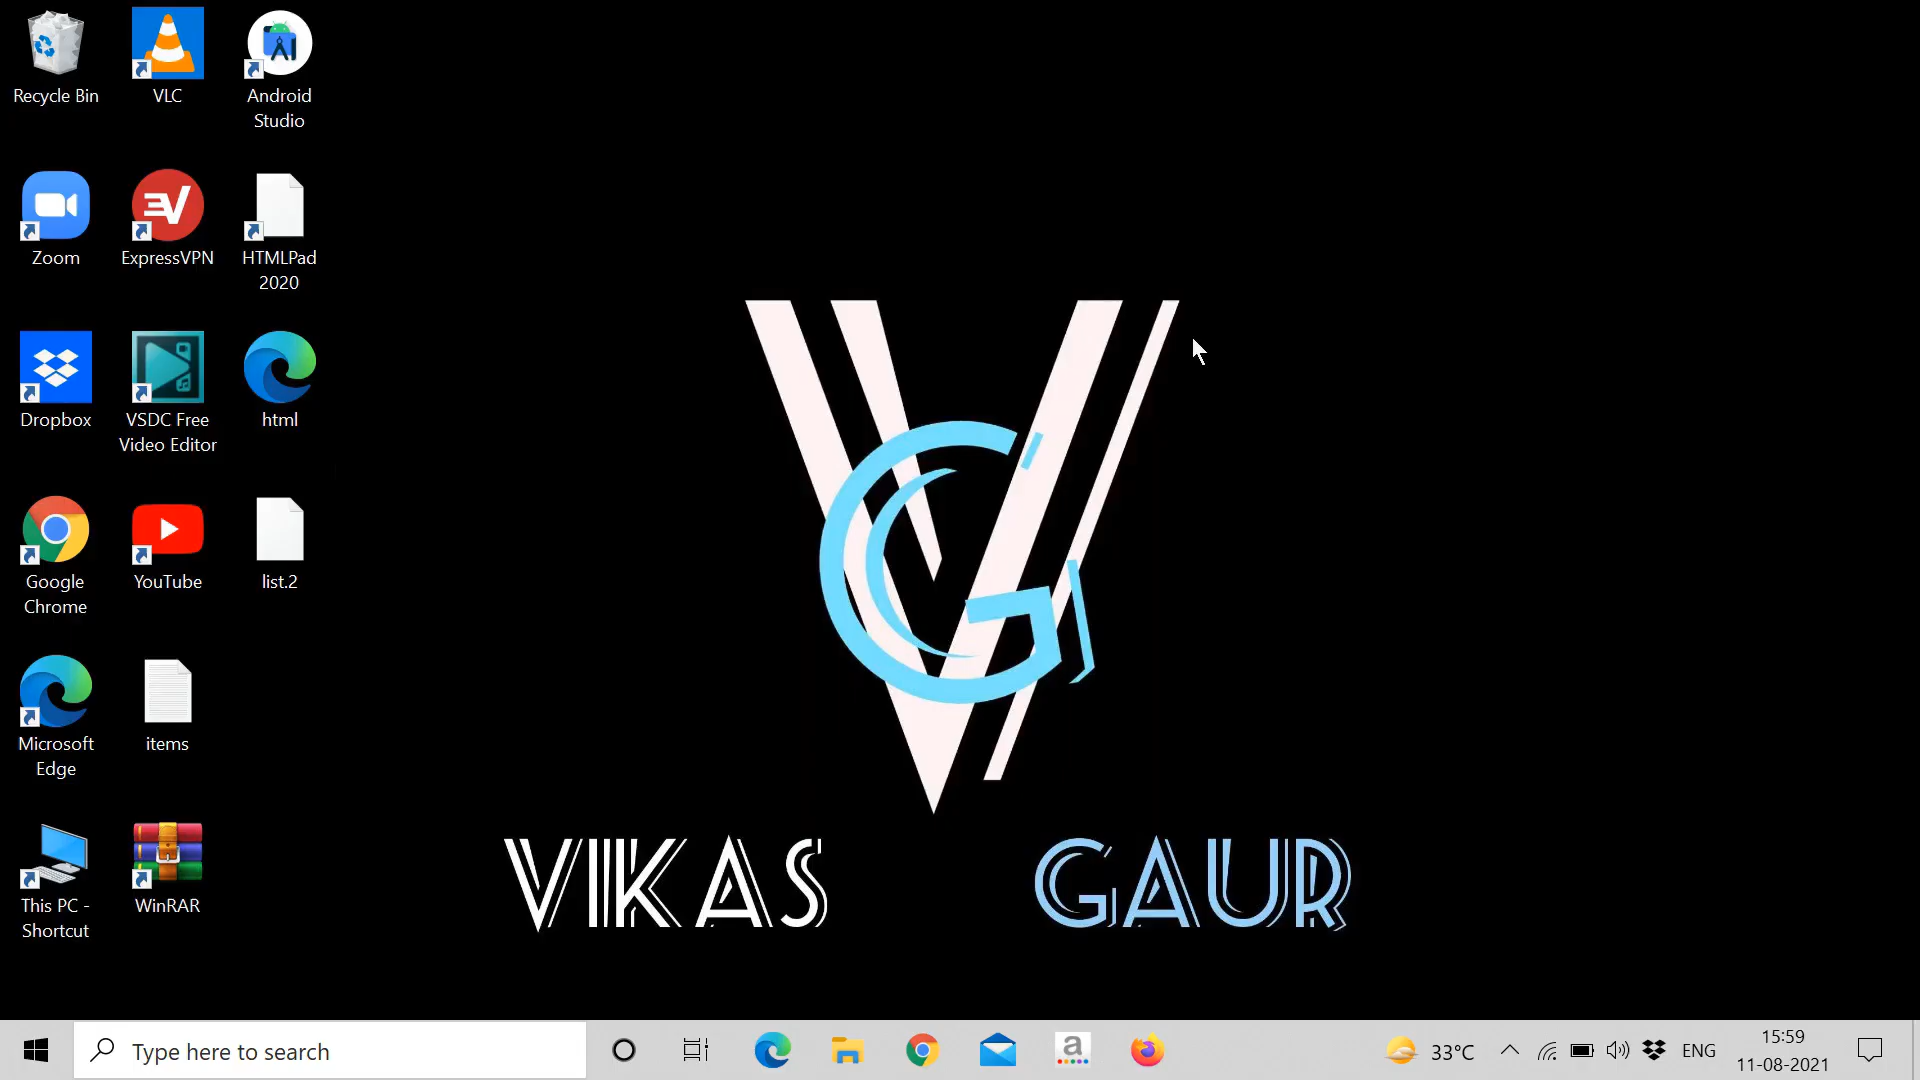 Recycle Bin
VLC
Android
Studio
Zoom
ExpressVPN
HTMLPad
2020
Dropbox
VSDC Free
Video Editor
html
Google
Chrome
YouTube
list.2
Microsoft
Edge
items
This PC -
Shortcut
WinRAR
VG
VIKAS GAUR
Type here to search
a
33°C
ENG
15:59
11-08-2021